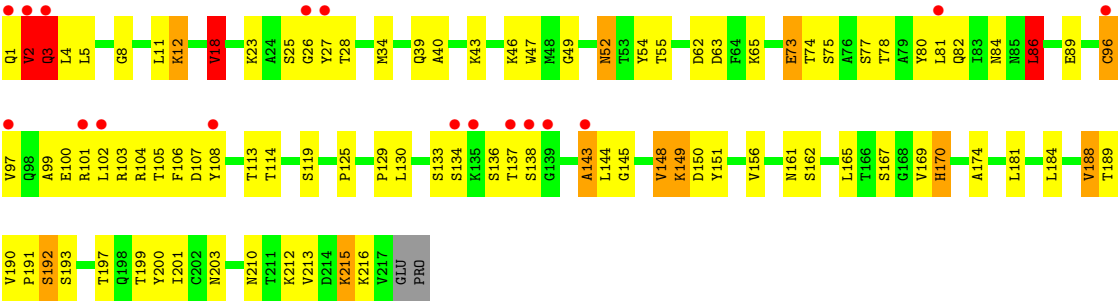 Q1 V2 Q3 L4 L5 G8 L11 K12 V18 K23 A24 S25 G26 Y27 T28 M34 Q39 A40 K43 K46 W47 M48 G49 N52 T53 Y54 T55 D62 D63 F64 K65 E73 T74 S75 A76 S77 T78 A79 Y80 L81 Q82 I83 N84 N85 L86 E89 C96
V97 Q98 A99 E100 R101 L102 R103 R104 T105 F106 D107 Y108 T113 T114 S119 P125 P129 L130 S133 S134 K135 S136 T137 S138 G139 A143 L144 G145 V148 K149 D150 Y151 V156 N161 S162 L165 T166 S167 G168 V169 H170 A174 L181 L184 V188 T189
V190 P191 S192 S193 T197 Q198 T199 Y200 I201 C202 N203 N210 T211 K212 V213 D214 K215 K216 V217 GLU PRO